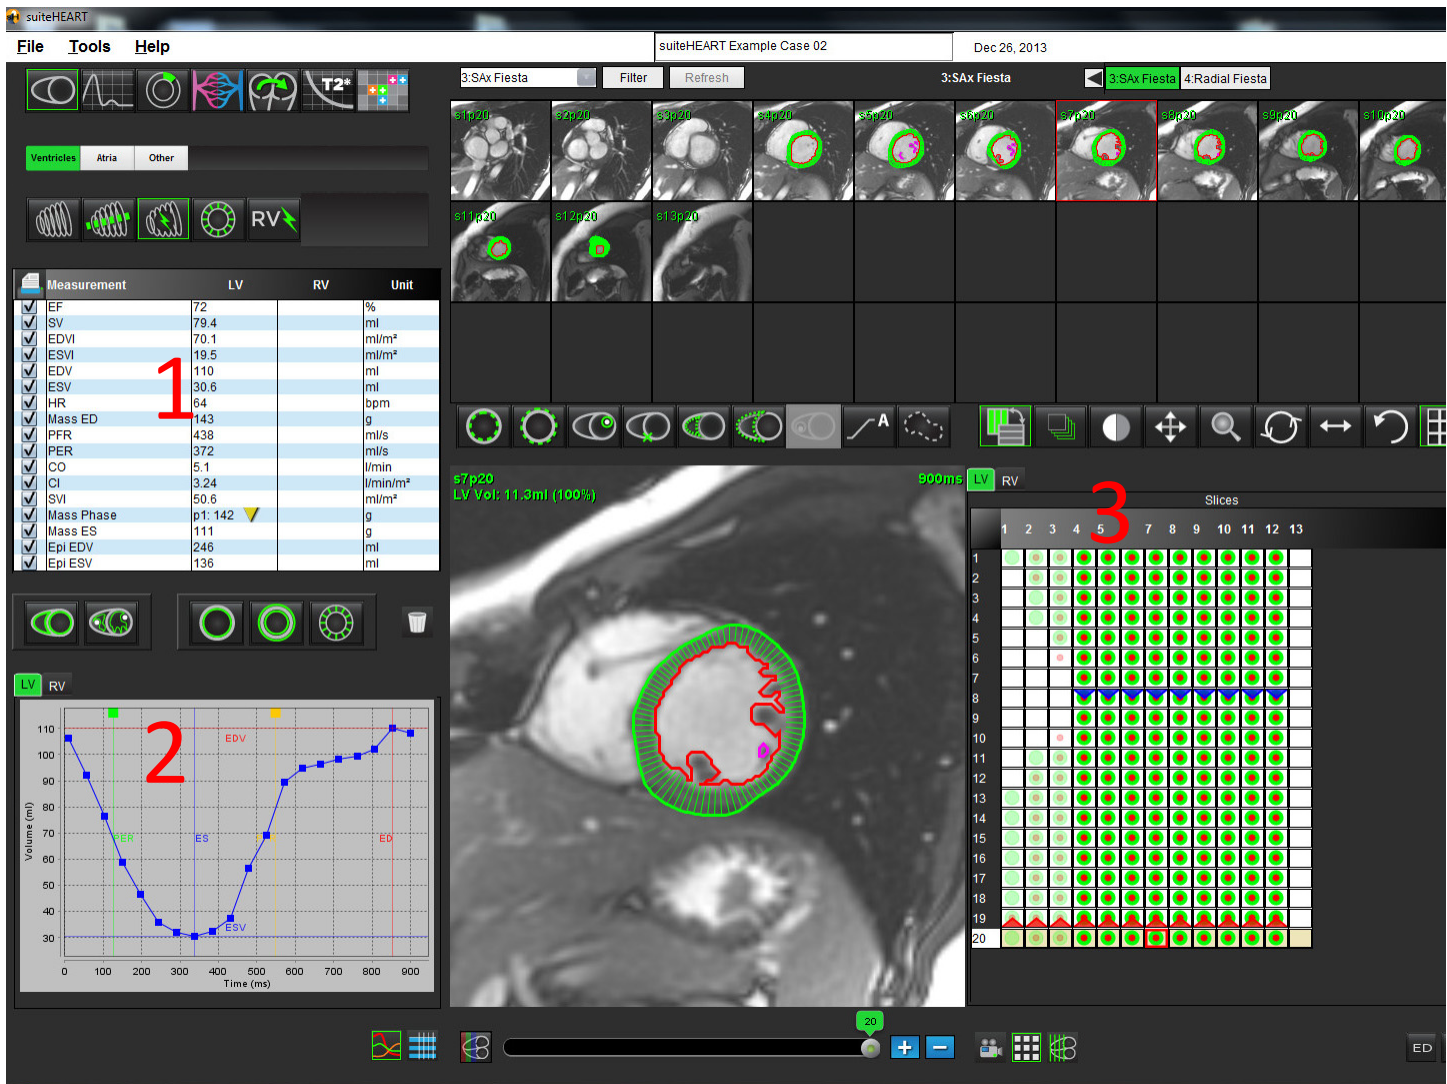 suiteHEART
File Tools Help
suiteHEART Example Case 02
Dec 26, 2013
3:SAx Fiesta Filter Refresh
3:SAx Fiesta
3:SAx Fiesta 4:Radial Fiesta
T2*
Ventricles Atria Other
RV
s1p20 s2p20 s3p20 s4p20 s5p20 s6p20 s7p20 s8p20 s9p20 s10p20
s11p20 s12p20 s13p20
Measurement LV RV Unit
EF 72 %
SV 79.4 ml
EDVI 70.1 ml/m²
ESVI 19.5 ml/m²
EDV 110 ml
ESV 30.6 ml
HR 64 bpm
Mass ED 143 g
PFR 438 ml/s
PER 372 ml/s
CO 5.1 l/min
CI 3.24 l/min/m²
SVI 50.6 ml/m²
Mass Phase p1: 142 g
Mass ES 111 g
Epi EDV 246 ml
Epi ESV 136 ml
1
A
s7p20 900ms
LV Vol: 11.3ml (100%)
LV RV
2
EDV
PER ES ED
ESV
110
100
90
80
70
60
50
40
30
Volume (ml)
0 100 200 300 400 500 600 700 800 900
Time (ms)
LV RV
3
Slices
1 2 3 4 5 7 8 9 10 11 12 13
1
2
3
4
5
6
7
8
9
10
11
12
13
14
15
16
17
18
19
20
20
ED